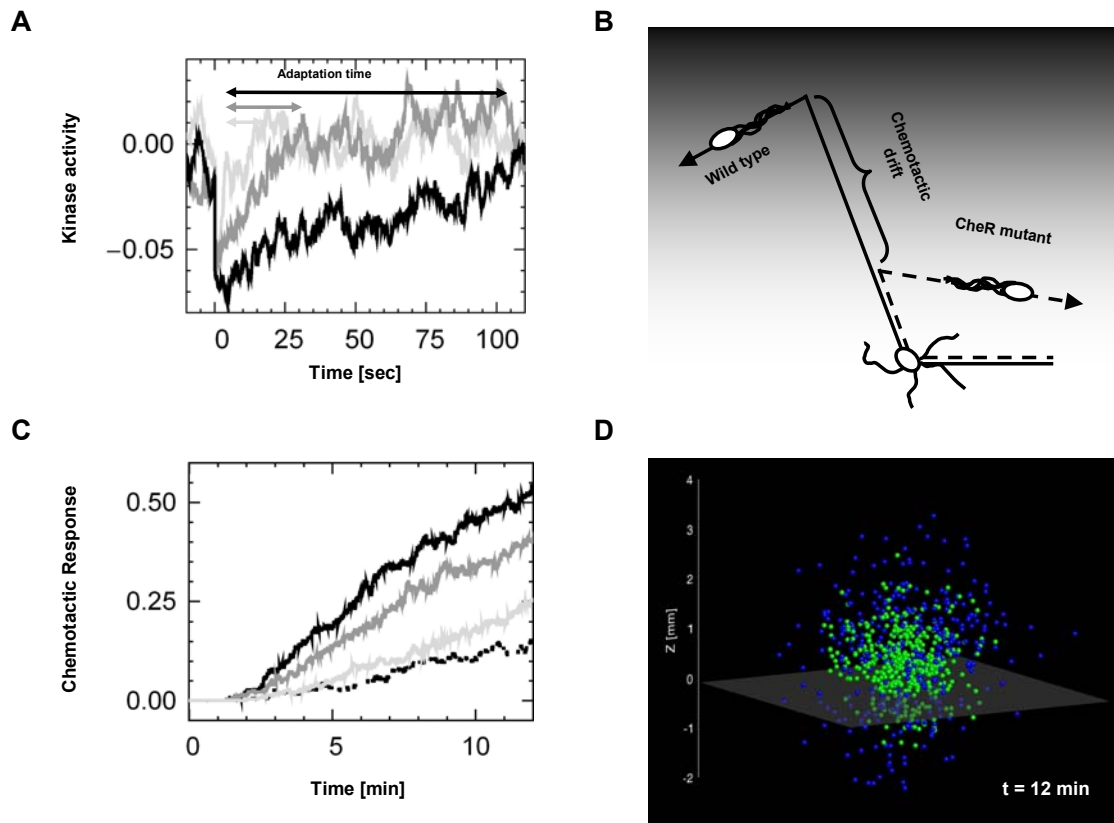 A
Adaptation time
0.00
−0.05
Kinase activity
0 25 50 75 100
Time [sec]
B
Wild type
Chemotactic
drift
CheR mutant
C
0.50
0.25
0.00
Chemotactic Response
0 5 10
Time [min]
D
4
3
2
1
0
-1
-2
Z [mm]
t = 12 min